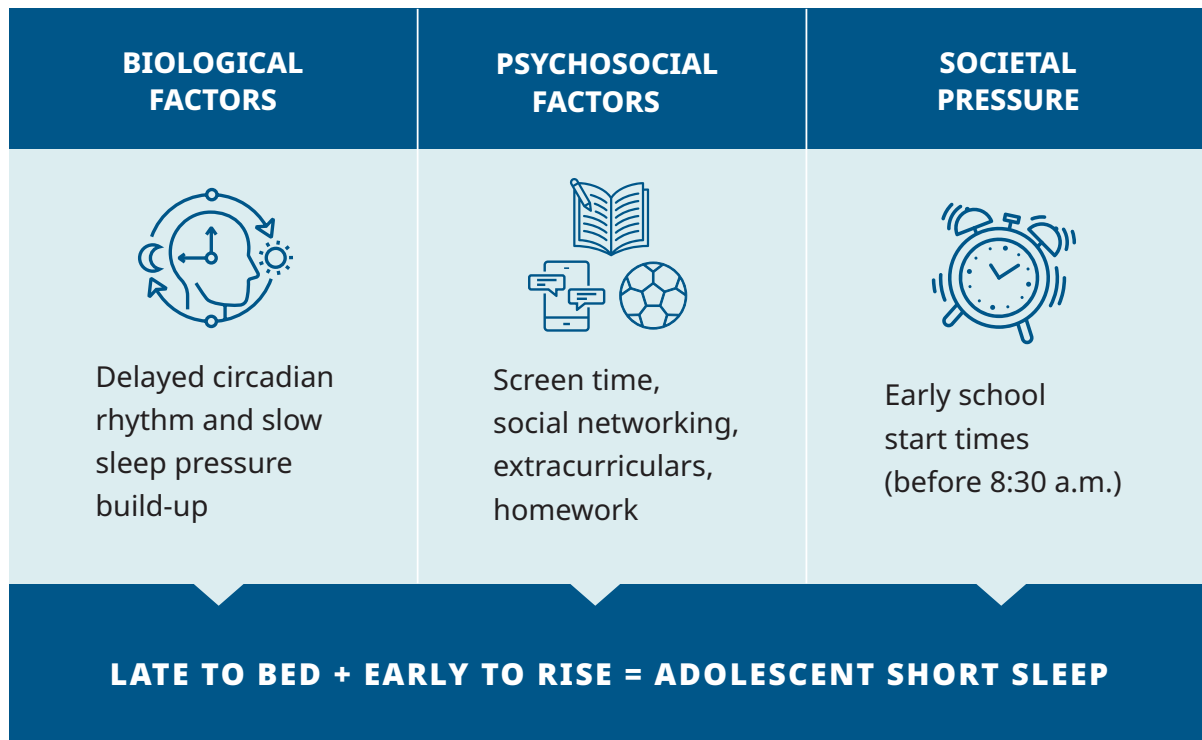 BIOLOGICAL
FACTORS
Delayed circadian
rhythm and slow
sleep pressure
build-up
PSYCHOSOCIAL
FACTORS
Screen time,
social networking,
extracurriculars,
homework
SOCIETAL
PRESSURE
Early school
start times
(before 8:30 a.m.)
LATE TO BED + EARLY TO RISE = ADOLESCENT SHORT SLEEP